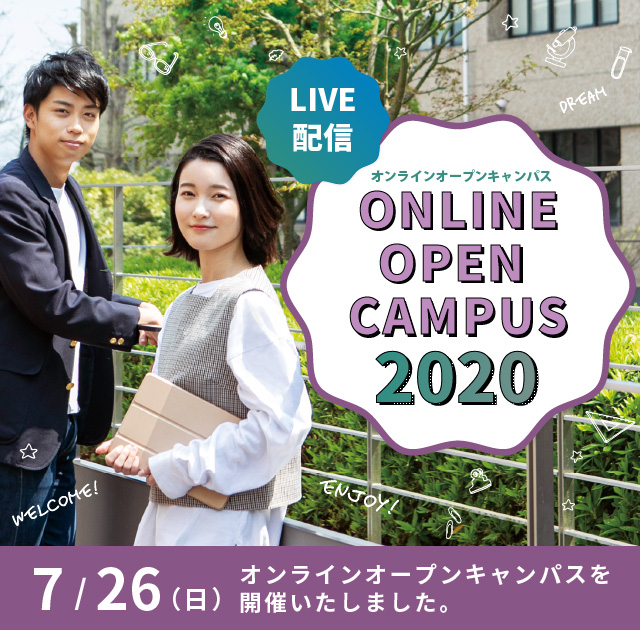 LIVE
配信
DREAM
オンラインオープンキャンパス
ONLINE
OPEN
CAMPUS
2020
WELCOME!
ENJOY!
7/26(日)
オンラインオープンキャンパスを
開催いたしました。